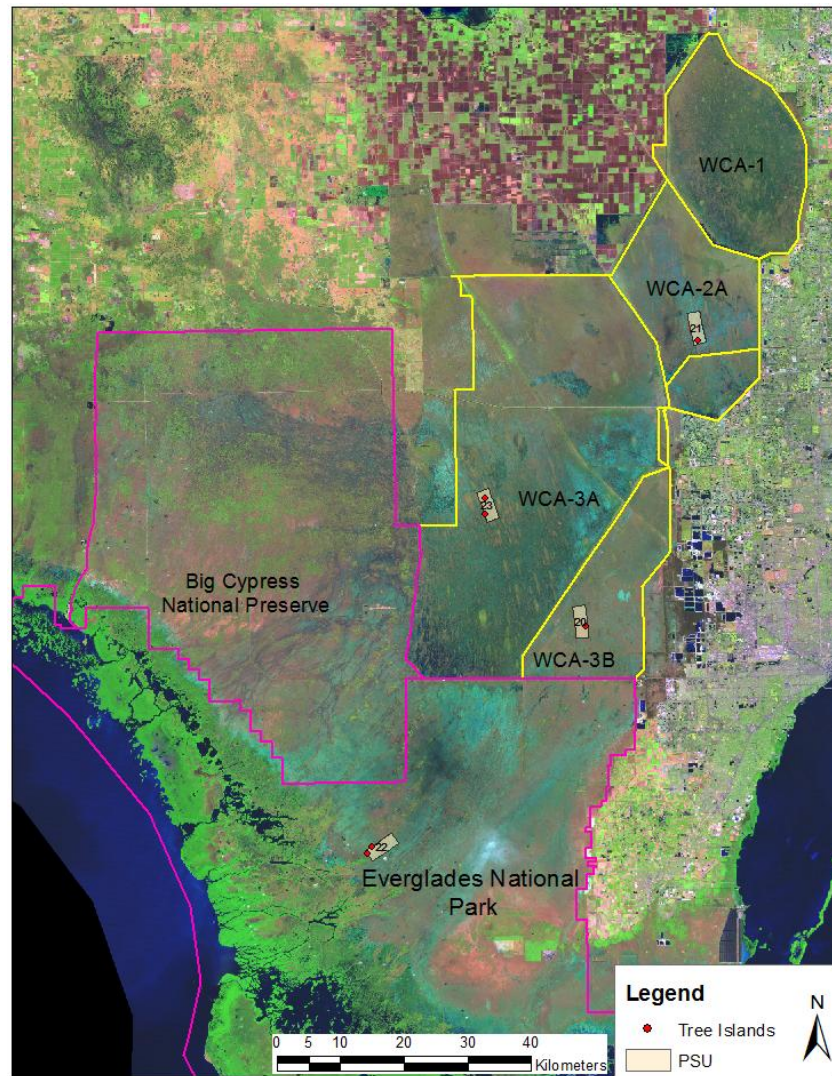 WCA-1
WCA-2A
21
WCA-3A
23
Big Cypress
National Preserve
20
WCA-3B
22
Everglades National
Park
Legend
Tree Islands
PSU
N
0 5 10 20 30 40
Kilometers